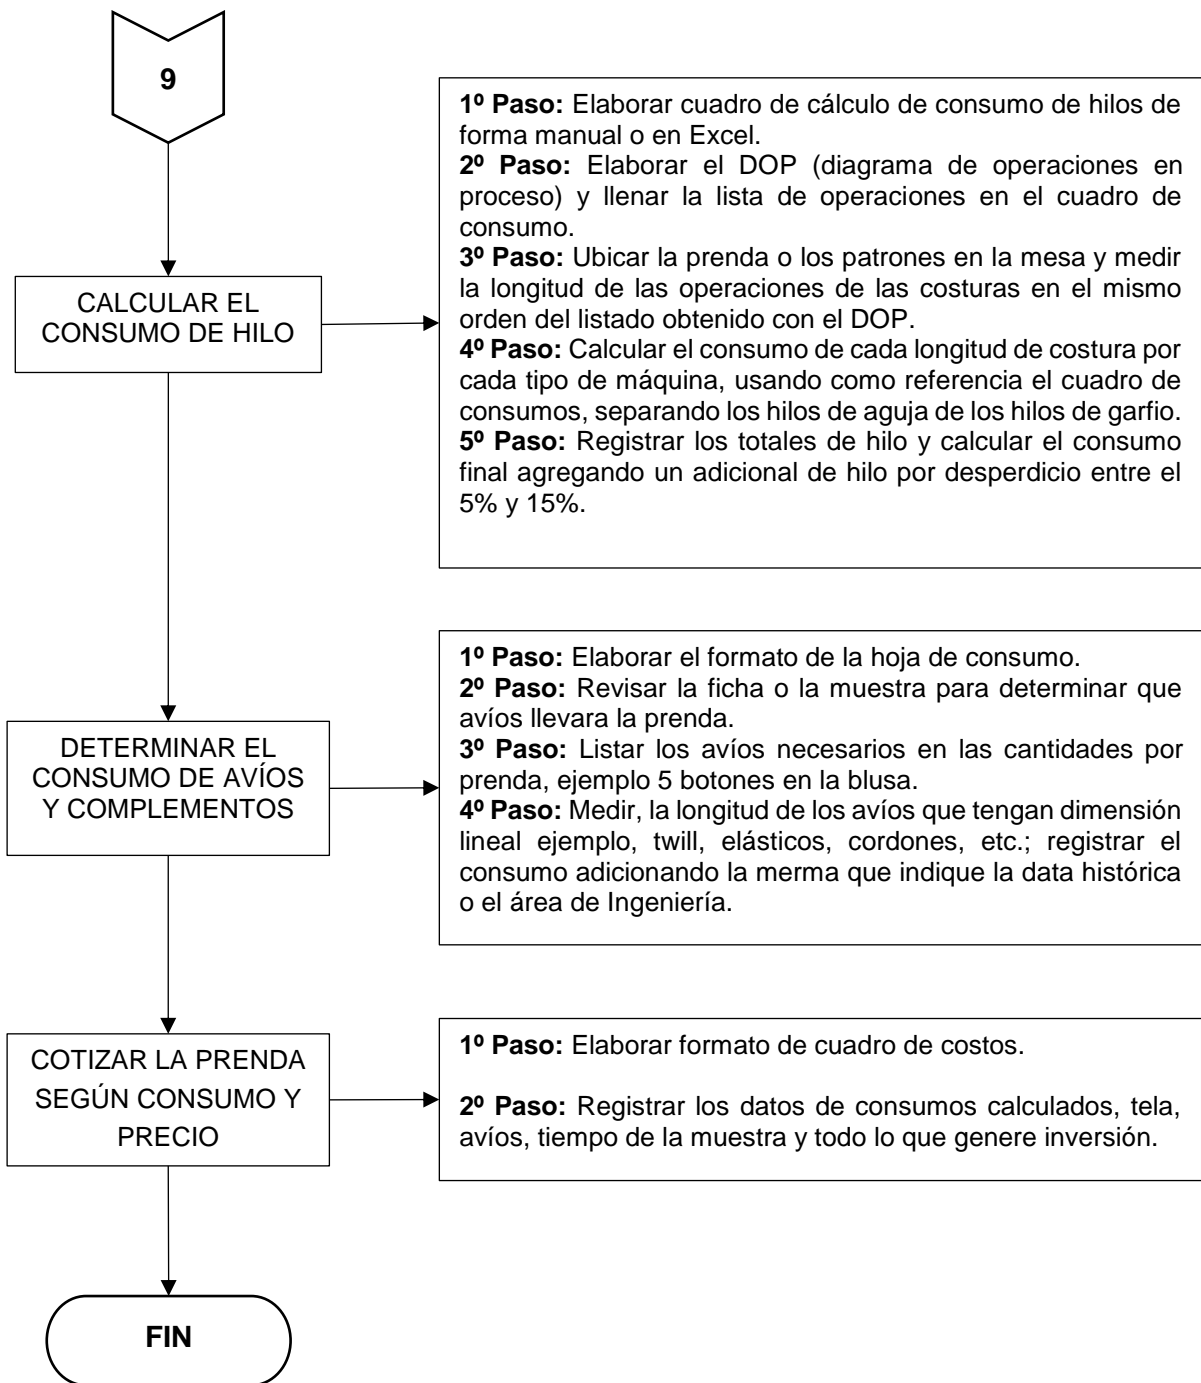 9
1º Paso: Elaborar cuadro de cálculo de consumo de hilos de
forma manual o en Excel.
2º Paso: Elaborar el DOP (diagrama de operaciones en
proceso) y llenar la lista de operaciones en el cuadro de
consumo.
3º Paso: Ubicar la prenda o los patrones en la mesa y medir
la longitud de las operaciones de las costuras en el mismo
orden del listado obtenido con el DOP.
4º Paso: Calcular el consumo de cada longitud de costura por
cada tipo de máquina, usando como referencia el cuadro de
consumos, separando los hilos de aguja de los hilos de garfio.
5º Paso: Registrar los totales de hilo y calcular el consumo
final agregando un adicional de hilo por desperdicio entre el
5% y 15%.
CALCULAR EL
CONSUMO DE HILO
1º Paso: Elaborar el formato de la hoja de consumo.
2º Paso: Revisar la ficha o la muestra para determinar que
avíos llevara la prenda.
3º Paso: Listar los avíos necesarios en las cantidades por
prenda, ejemplo 5 botones en la blusa.
4º Paso: Medir, la longitud de los avíos que tengan dimensión
lineal ejemplo, twill, elásticos, cordones, etc.; registrar el
consumo adicionando la merma que indique la data histórica
o el área de Ingeniería.
DETERMINAR EL
CONSUMO DE AVÍOS
Y COMPLEMENTOS
1º Paso: Elaborar formato de cuadro de costos.
2º Paso: Registrar los datos de consumos calculados, tela,
avíos, tiempo de la muestra y todo lo que genere inversión.
COTIZAR LA PRENDA
SEGÚN CONSUMO Y
PRECIO
FIN